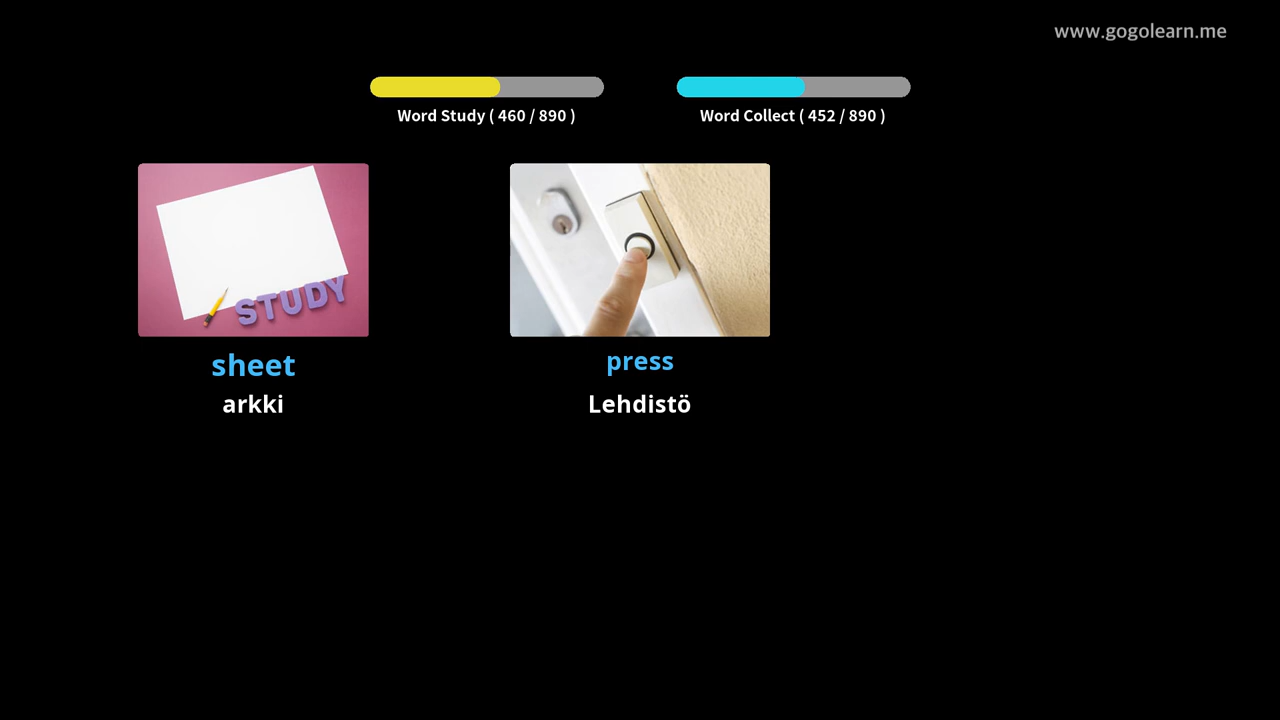 www.gogolearn.me
Word Study ( 460 / 890 )
Word Collect ( 452 / 890 )
STUDY
sheet
press
arkki
Lehdistö